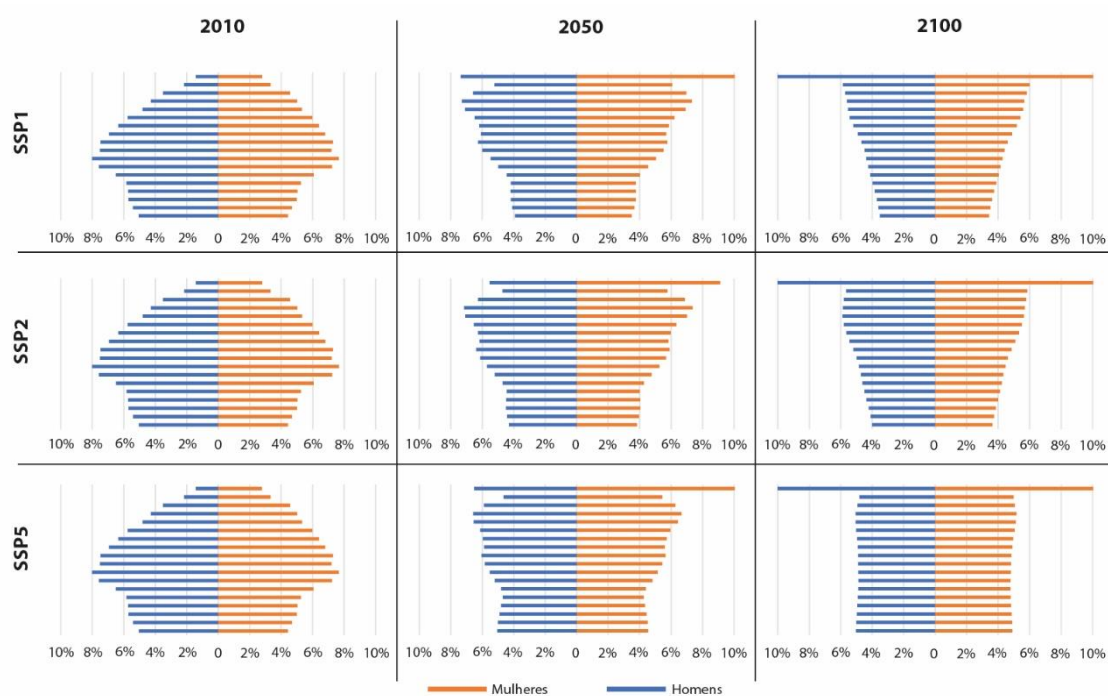 2010 2050 2100
SSP1
10% 8% 6% 4% 2% 0 2% 4% 6% 8% 10% 10% 8% 6% 4% 2% 0 2% 4% 6% 8% 10% 10% 8% 6% 4% 2% 0 2% 4% 6% 8% 10%
SSP2
10% 8% 6% 4% 2% 0 2% 4% 6% 8% 10% 10% 8% 6% 4% 2% 0 2% 4% 6% 8% 10% 10% 8% 6% 4% 2% 0 2% 4% 6% 8% 10%
SSP5
10% 8% 6% 4% 2% 0 2% 4% 6% 8% 10% 10% 8% 6% 4% 2% 0 2% 4% 6% 8% 10% 10% 8% 6% 4% 2% 0 2% 4% 6% 8% 10%
Mulheres Homens